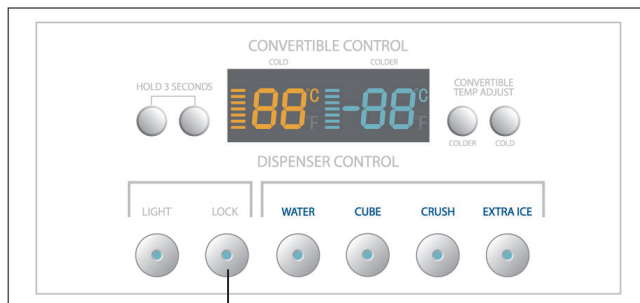 CONVERTIBLE CONTROL
COLD COLDER
HOLD 3 SECONDS
CONVERTIBLE
TEMP ADJUST
88°C
F
-88°C
F
COLDER COLD
DISPENSER CONTROL
LIGHT LOCK WATER CUBE CRUSH EXTRA ICE